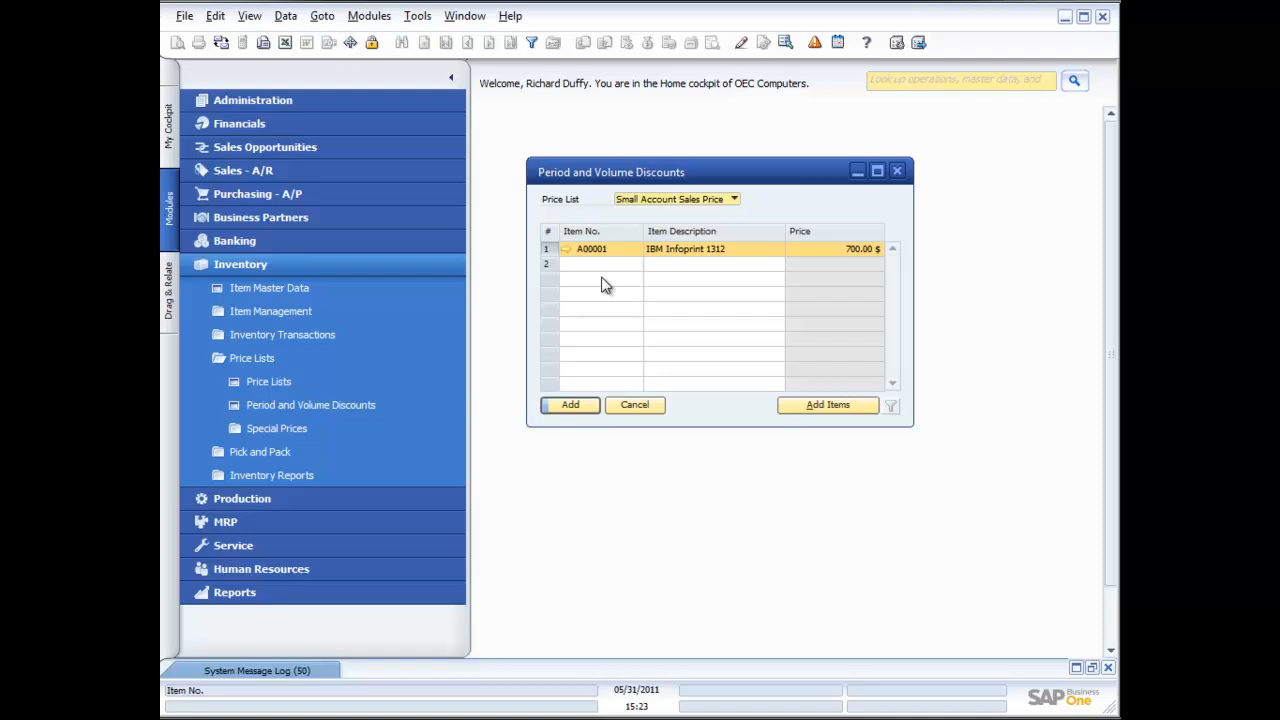 File Edit View Data Goto Modules Tools Window Help
Welcome, Richard Duffy. You are in the Home cockpit of OEC Computers.
Look up operations, master data, and
My Cockpit
Modules
Drag & Relate
Administration
Financials
Sales Opportunities
Sales - A/R
Purchasing - A/P
Business Partners
Banking
Inventory
Item Master Data
Item Management
Inventory Transactions
Price Lists
Price Lists
Period and Volume Discounts
Special Prices
Pick and Pack
Inventory Reports
Production
MRP
Service
Human Resources
Reports
Period and Volume Discounts
Price List Small Account Sales Price
# Item No. Item Description Price
1 A00001 IBM Infoprint 1312 700.00 $
2
Add Cancel Add Items
System Message Log (50)
Item No. 05/31/2011
15:23
SAP Business One